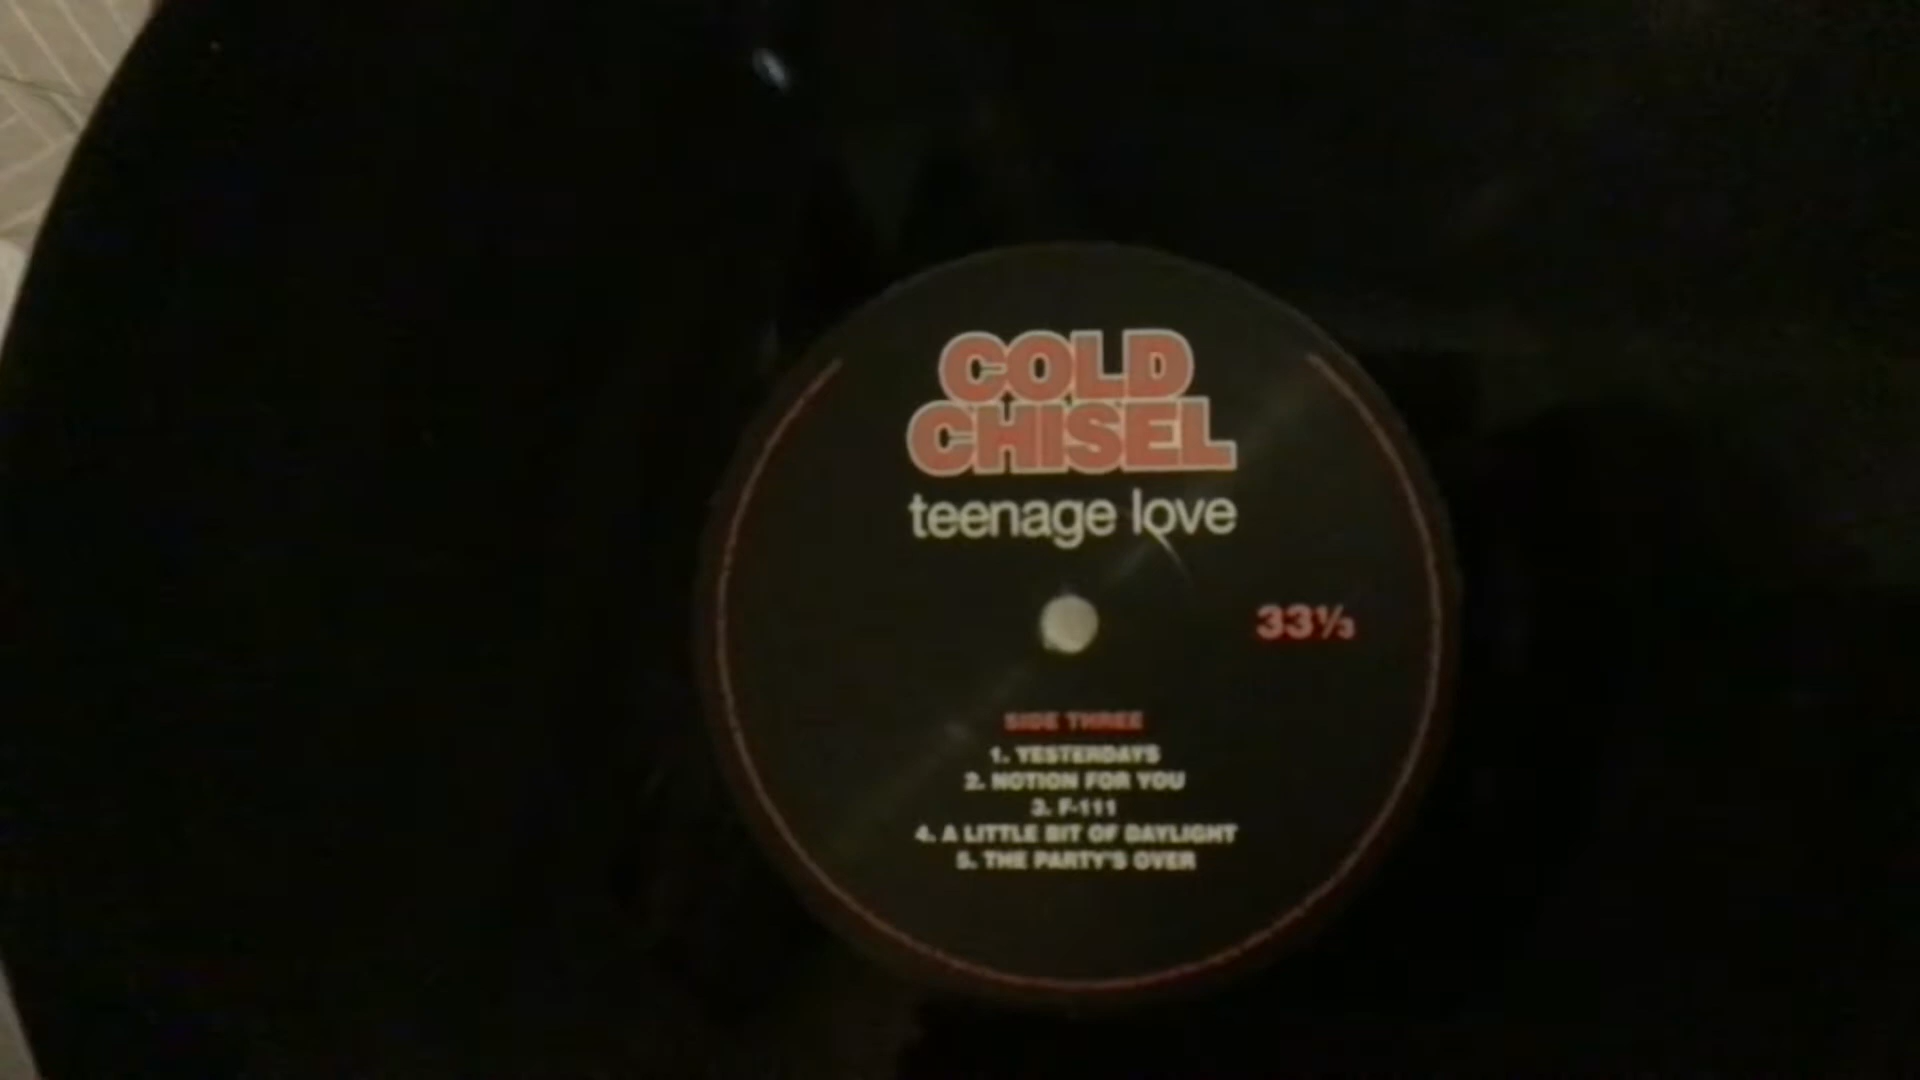 COLD
CHISEL
teenage love
33⅓
SIDE THREE
1. YESTERDAYS
2. NOTION FOR YOU
3. F-111
4. A LITTLE BIT OF DAYLIGHT
5. THE PARTY'S OVER